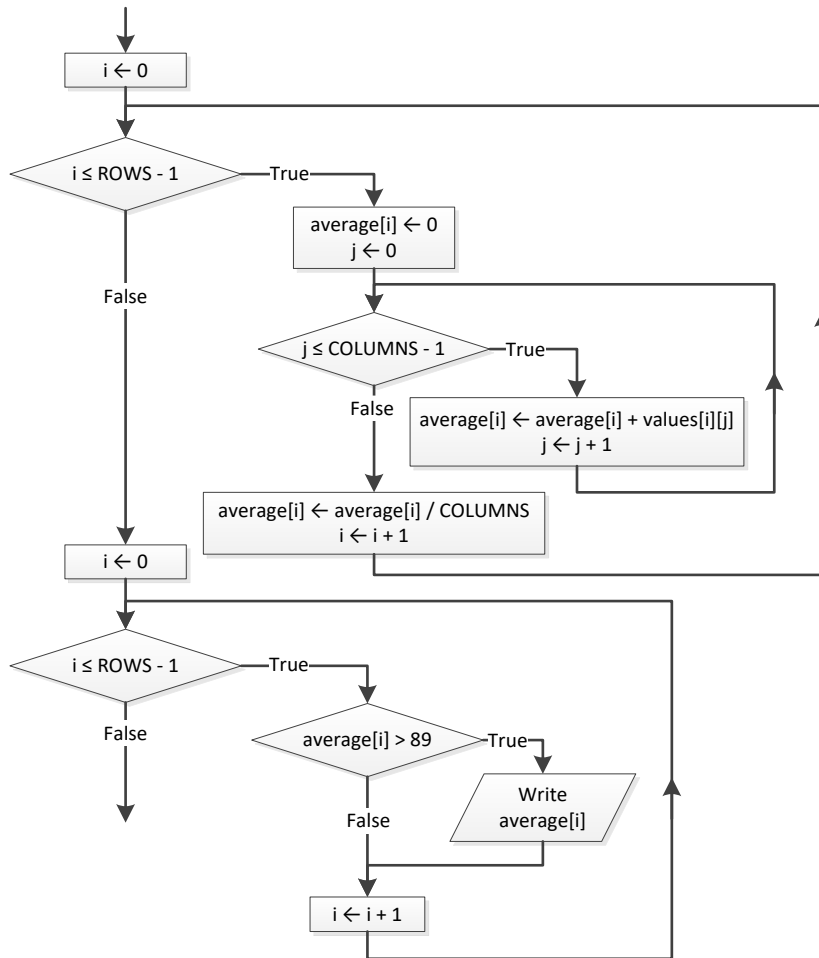 i ← 0
i ≤ ROWS - 1
True
average[i] ← 0
j ← 0
False
j ≤ COLUMNS - 1
True
False
average[i] ← average[i] + values[i][j]
j ← j + 1
average[i] ← average[i] / COLUMNS
i ← i + 1
i ← 0
i ≤ ROWS - 1
True
False
average[i] > 89
True
Write
average[i]
False
i ← i + 1